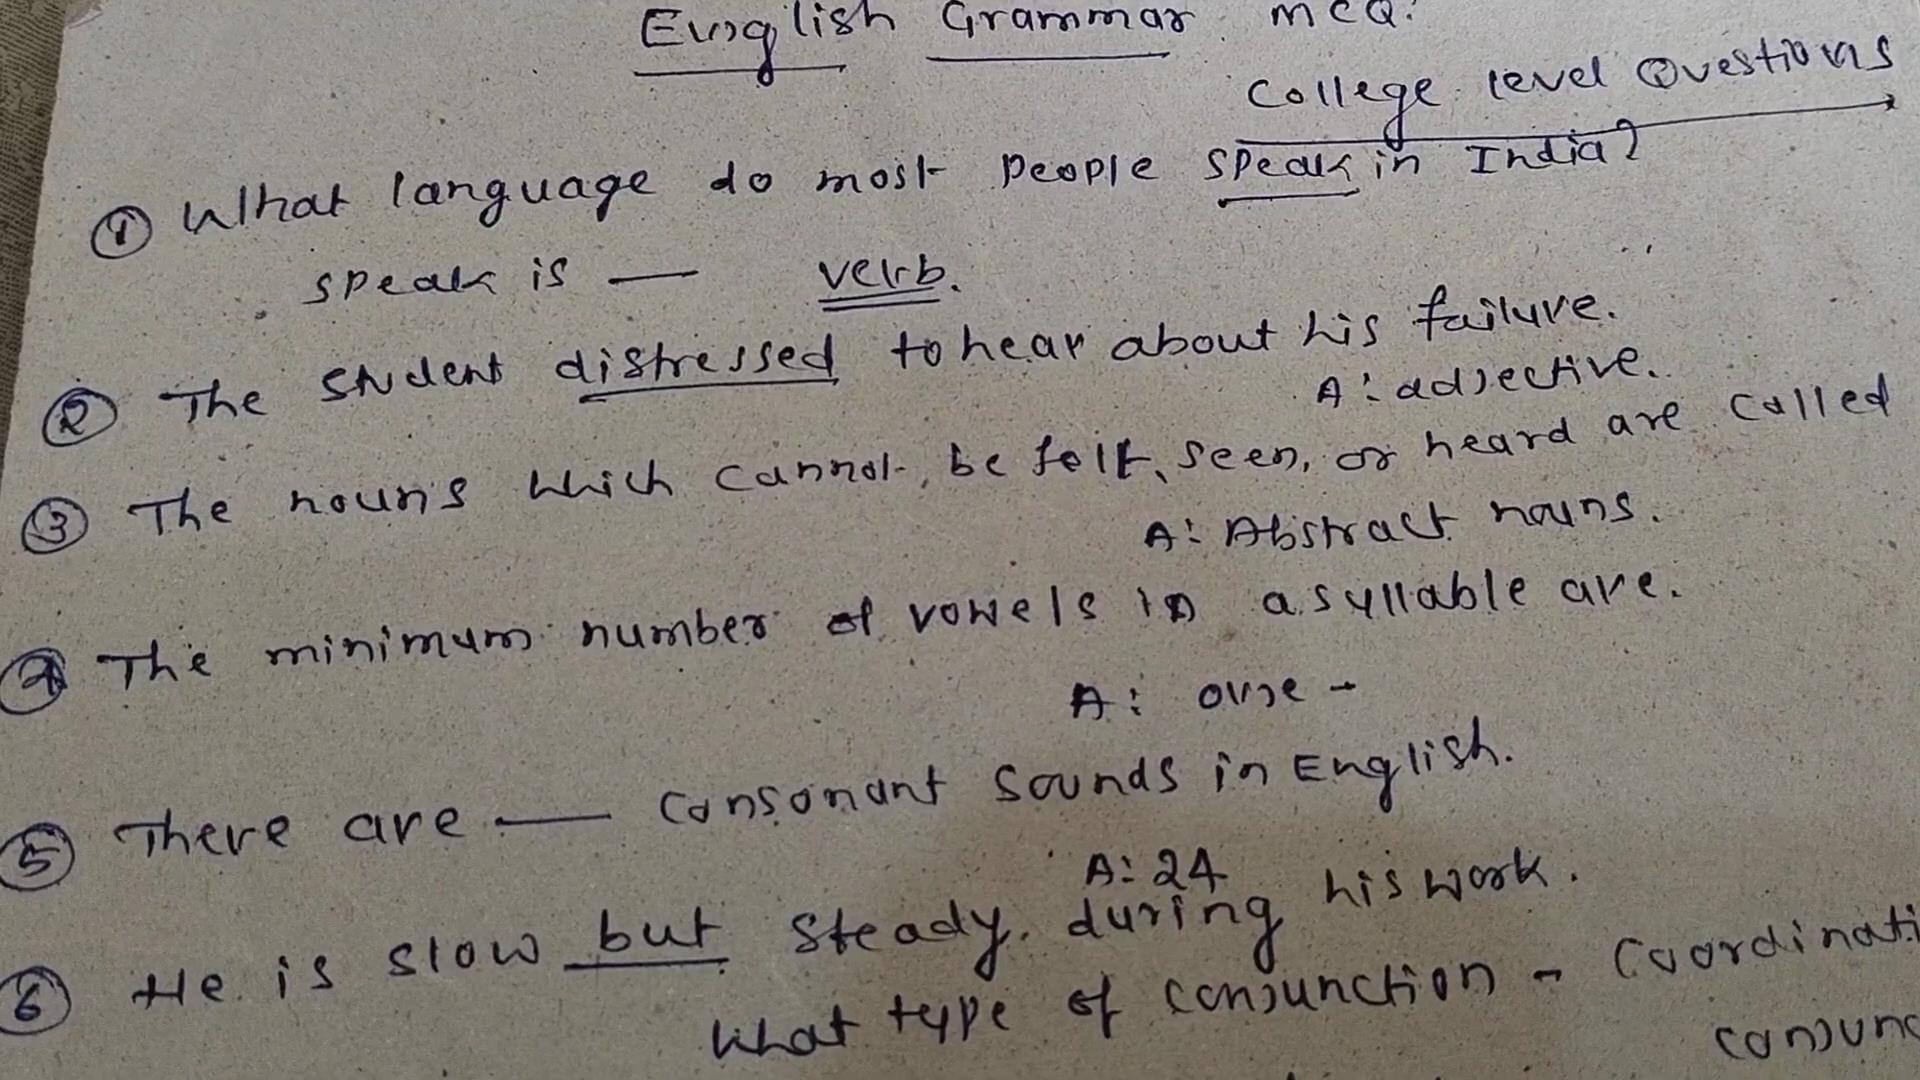 English Grammar MCQ.
College level Questions
① What language do most people speak in India?
speak is — verb.
② The student distressed to hear about his failure.
A: adjective.
③ The nouns which cannot be felt, seen, or heard are called
A: Abstract nouns.
④ The minimum number of vowels in a syllable are.
A: one -
⑤ There are — consonant sounds in English.
A: 24
⑥ He is slow but steady during his work.
What type of conjunction - Coordinati
conjunc